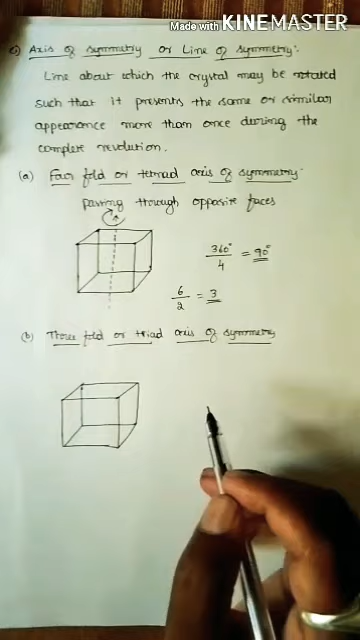 Made with KINEMASTER
c) Axis of symmetry or Line of symmetry:
Line about which the crystal may be rotated
such that it presents the same or similar
appearance more than once during the
complete revolution.
(a) Four fold or tetrad axis of symmetry:
passing through opposite faces
360°/4 = 90°
6/2 = 3
(b) Three fold or triad axis of symmetry